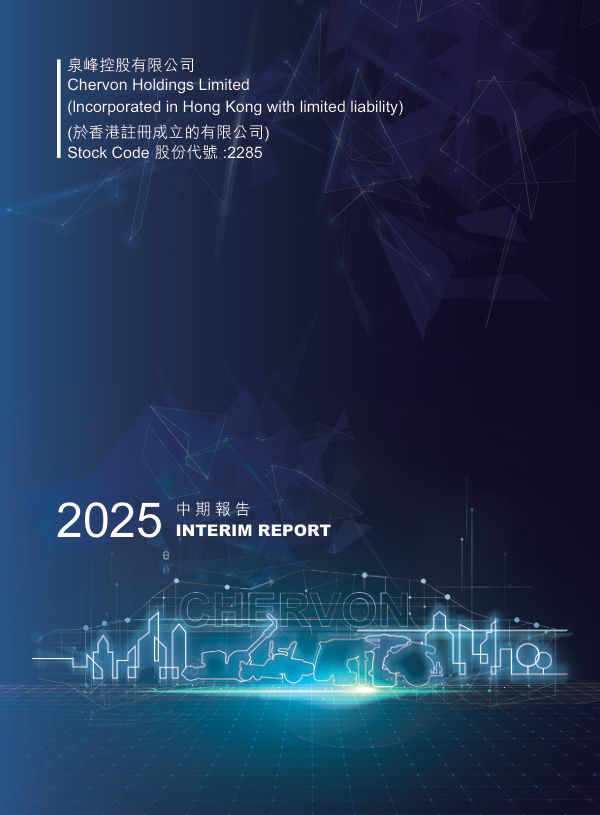 泉峰控股有限公司
Chervon Holdings Limited
(Incorporated in Hong Kong with limited liability)
(於香港註冊成立的有限公司)
Stock Code 股份代號 :2285
2025 中期報告
INTERIM REPORT
CHERVON